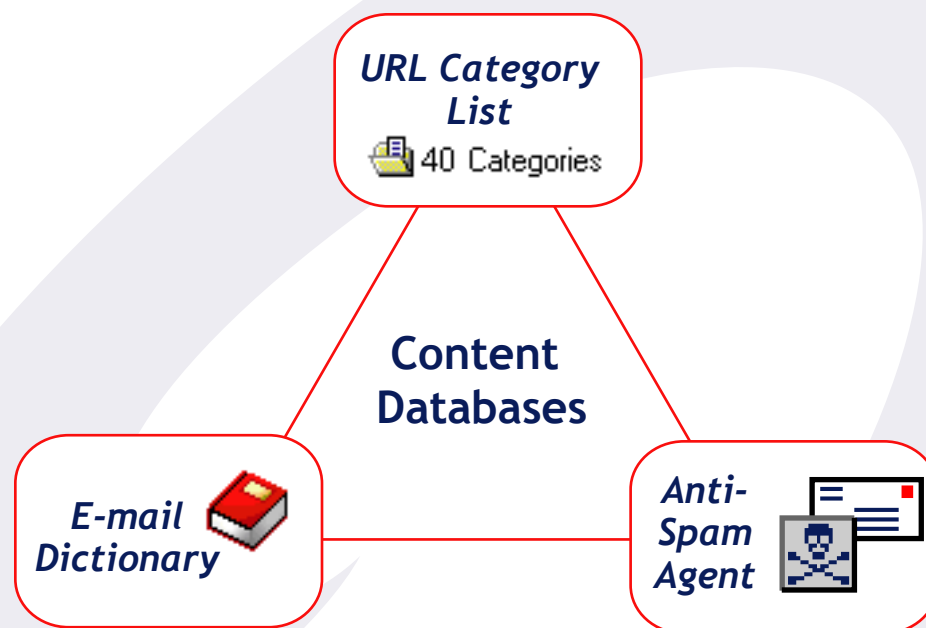 URL Category
List
40 Categories
Content
Databases
E-mail
Dictionary
Anti-
Spam
Agent